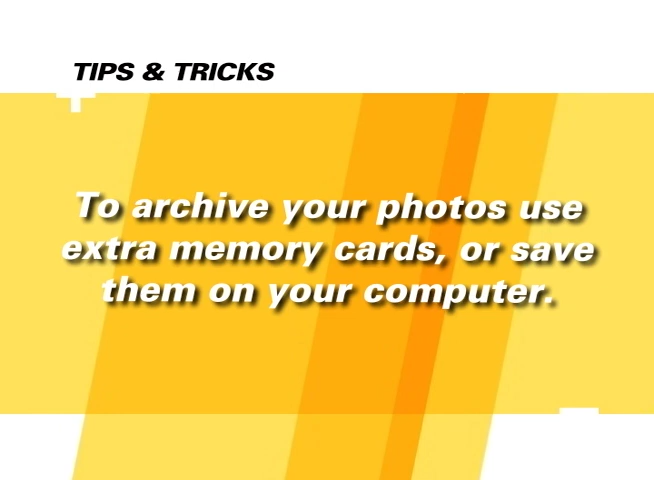 TIPS & TRICKS
To archive your photos use
extra memory cards, or save
them on your computer.